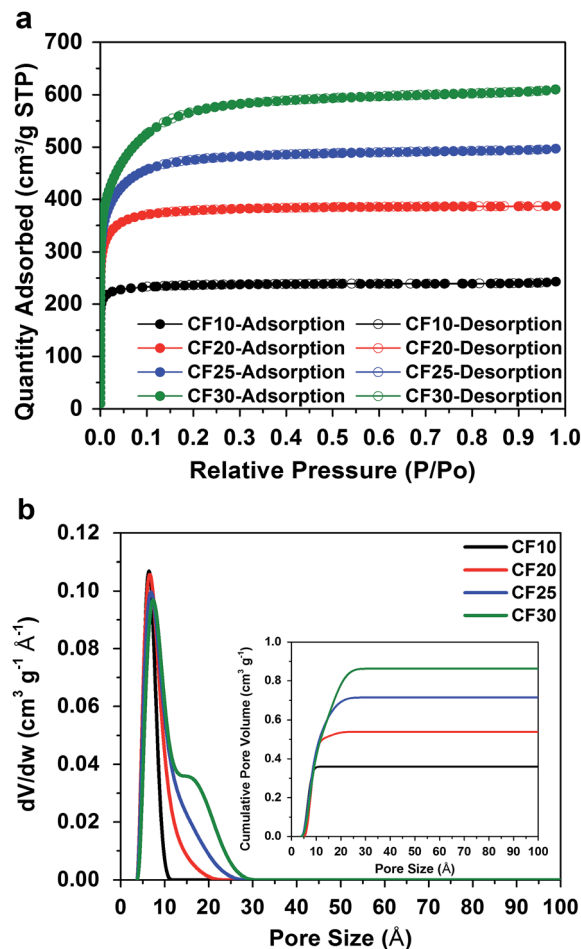 a
700
600
500
400
300
200
100
0
Quantity Adsorbed (cm³/g STP)
CF10-Adsorption CF10-Desorption
CF20-Adsorption CF20-Desorption
CF25-Adsorption CF25-Desorption
CF30-Adsorption CF30-Desorption
0.0 0.1 0.2 0.3 0.4 0.5 0.6 0.7 0.8 0.9 1.0
Relative Pressure (P/Po)
b
0.12
0.10
0.08
0.06
0.04
0.02
0.00
dV/dw (cm³ g⁻¹ Å⁻¹)
CF10
CF20
CF25
CF30
1.0
0.8
0.6
0.4
0.2
0.0
Cumulative Pore Volume (cm³ g⁻¹)
0 10 20 30 40 50 60 70 80 90 100
Pore Size (Å)
0 10 20 30 40 50 60 70 80 90 100
Pore Size (Å)